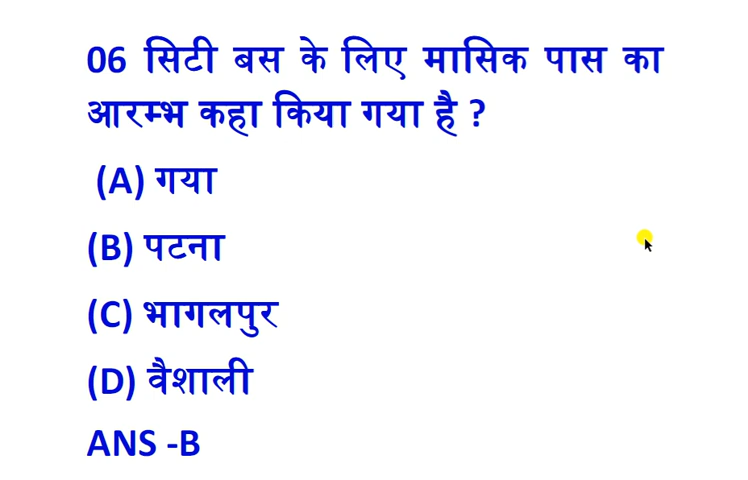 06 सिटी बस के लिए मासिक पास का
आरम्भ कहा किया गया है ?
(A) गया
(B) पटना
(C) भागलपुर
(D) वैशाली
ANS -B